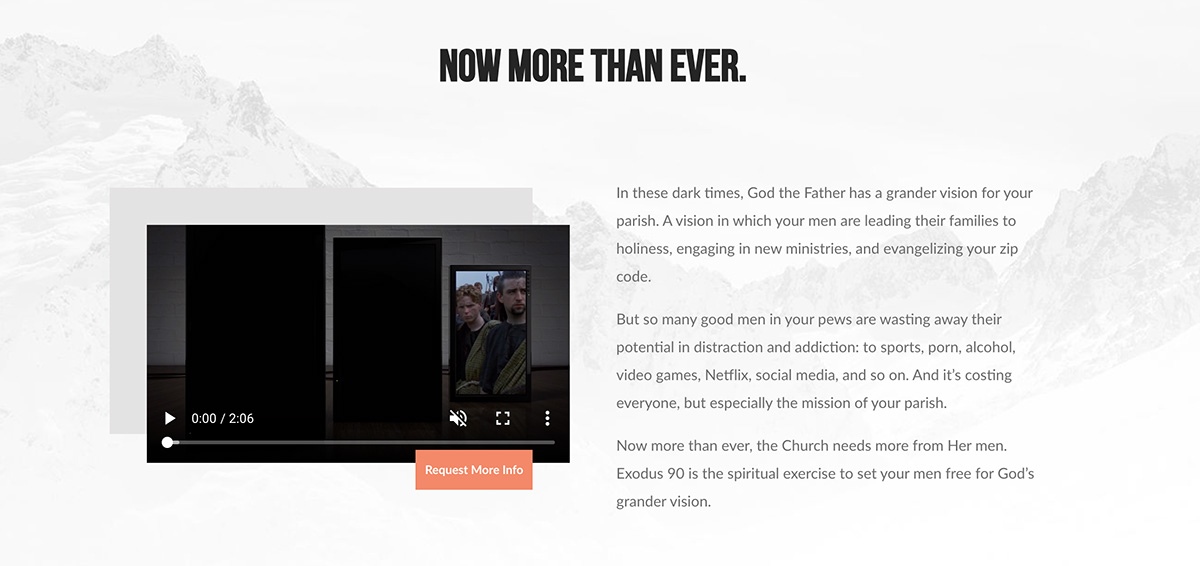 NOW MORE THAN EVER.
In these dark times, God the Father has a grander vision for your
parish. A vision in which your men are leading their families to
holiness, engaging in new ministries, and evangelizing your zip
code.
But so many good men in your pews are wasting away their
potential in distraction and addiction: to sports, porn, alcohol,
video games, Netflix, social media, and so on. And it’s costing
everyone, but especially the mission of your parish.
Now more than ever, the Church needs more from Her men.
Exodus 90 is the spiritual exercise to set your men free for God’s
grander vision.
0:00 / 2:06
Request More Info